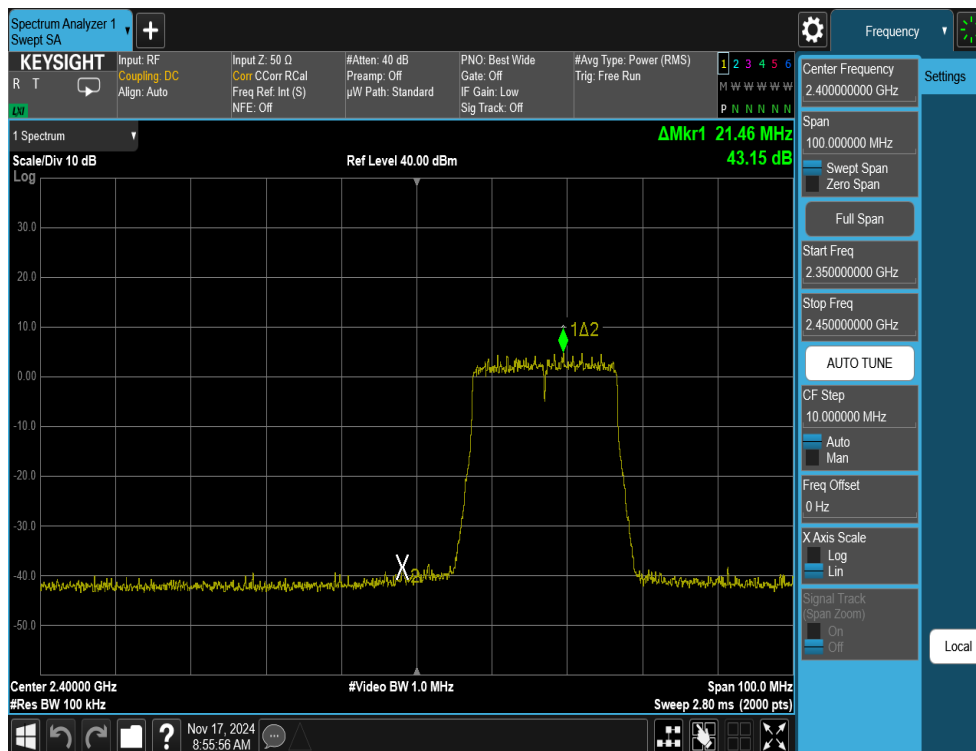 Spectrum Analyzer 1
Swept SA
Frequency
KEYSIGHT
R T
LXI
Input: RF
Coupling: DC
Align: Auto
Input Z: 50 Ω
Corr CCorr RCal
Freq Ref: Int (S)
NFE: Off
#Atten: 40 dB
Preamp: Off
µW Path: Standard
PNO: Best Wide
Gate: Off
IF Gain: Low
Sig Track: Off
#Avg Type: Power (RMS)
Trig: Free Run
1 2 3 4 5 6
M W W W W W
P N N N N N
1 Spectrum
Scale/Div 10 dB
Log
Ref Level 40.00 dBm
ΔMkr1 21.46 MHz
43.15 dB
30.0
20.0
10.0
0.00
-10.0
-20.0
-30.0
-40.0
-50.0
1Δ2
X2
Center 2.40000 GHz
#Res BW 100 kHz
#Video BW 1.0 MHz
Span 100.0 MHz
Sweep 2.80 ms (2000 pts)
Center Frequency
2.400000000 GHz
Settings
Span
100.000000 MHz
Swept Span
Zero Span
Full Span
Start Freq
2.350000000 GHz
Stop Freq
2.450000000 GHz
AUTO TUNE
CF Step
10.000000 MHz
Auto
Man
Freq Offset
0 Hz
X Axis Scale
Log
Lin
Signal Track
(Span Zoom)
On
Off
Local
?
Nov 17, 2024
8:55:56 AM